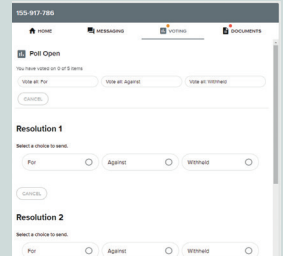 155-917-786
HOME MESSAGING VOTING DOCUMENTS
Poll Open
You have voted on 0 of 5 items
Vote all: For Vote all: Against Vote all: Withheld
CANCEL
Resolution 1
Select a choice to send.
For Against Withheld
CANCEL
Resolution 2
Select a choice to send.
For Against Withheld